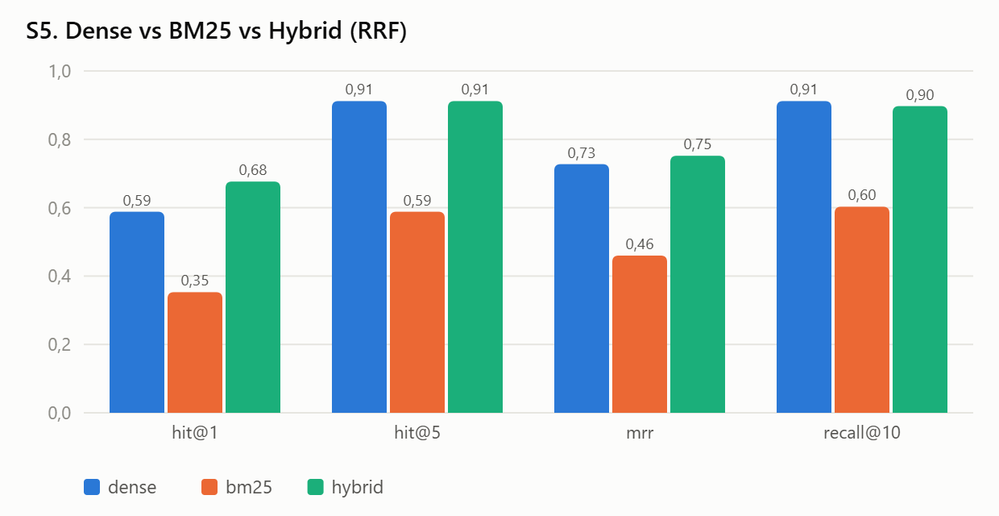 S5. Dense vs BM25 vs Hybrid (RRF)
1,0
0,8
0,6
0,4
0,2
0,0
0,59
0,35
0,68
0,91
0,59
0,91
0,73
0,46
0,75
0,91
0,60
0,90
hit@1
hit@5
mrr
recall@10
dense
bm25
hybrid